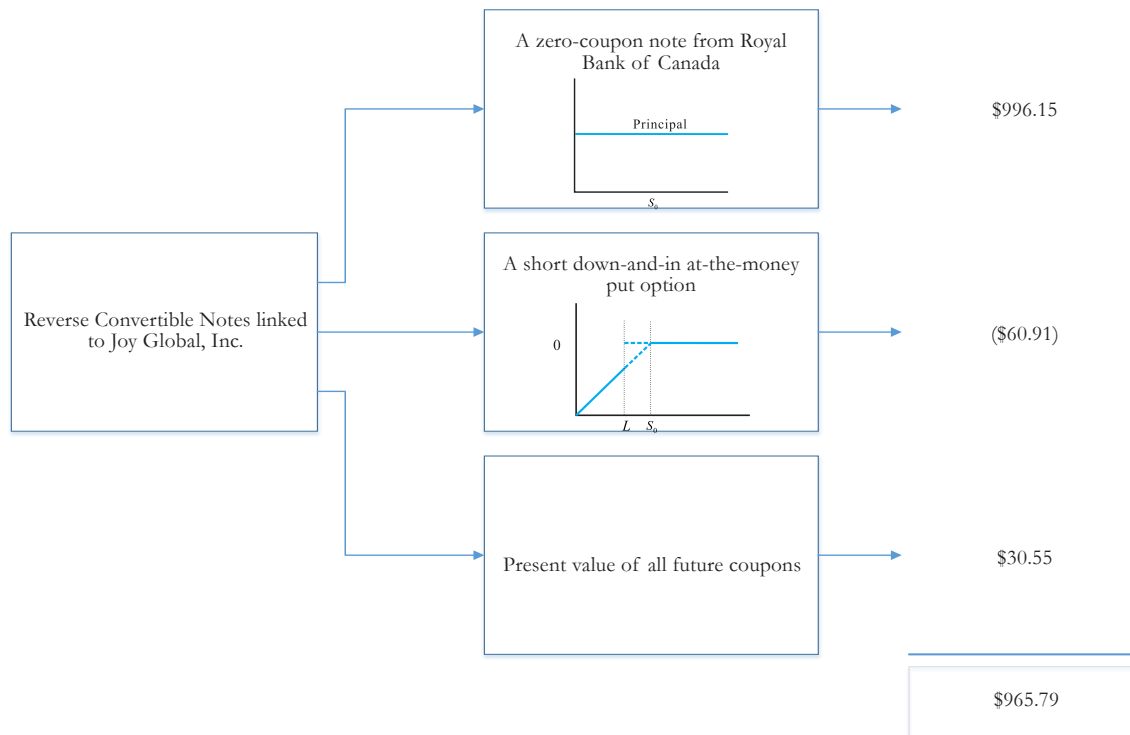 A zero-coupon note from Royal
Bank of Canada
Principal
S₀
$996.15
Reverse Convertible Notes linked
to Joy Global, Inc.
A short down-and-in at-the-money
put option
0
L S₀
($60.91)
Present value of all future coupons
$30.55
$965.79